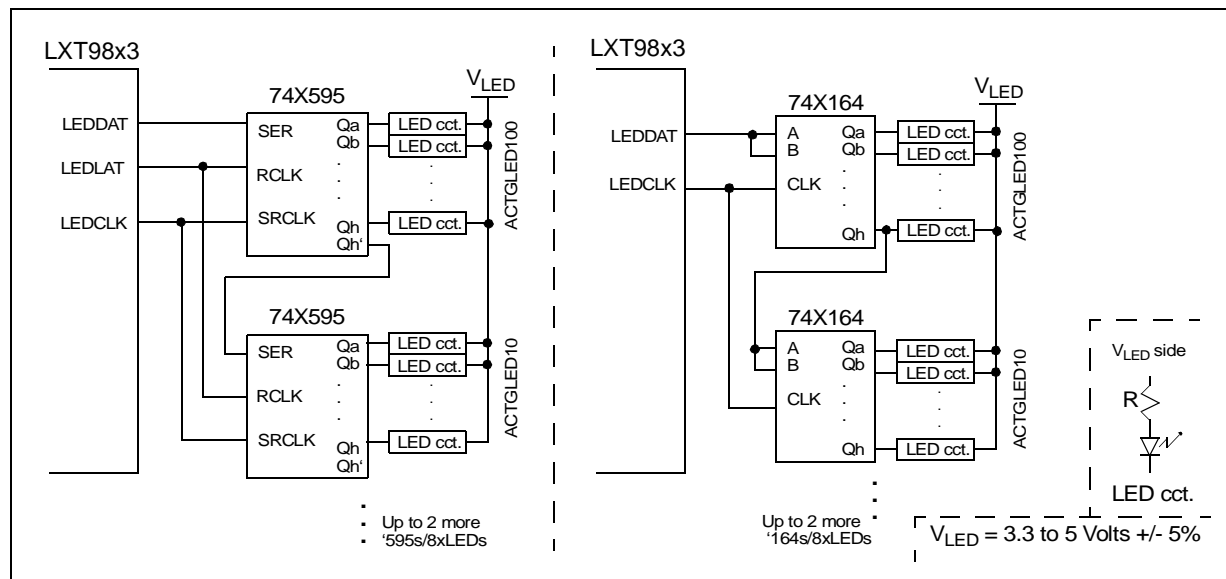 LXT98x3
LEDDAT
LEDLAT
LEDCLK
74X595
SER
RCLK
SRCLK
Qa
Qb
Qh
Qh‘
LED cct.
LED cct.
LED cct.
VLED
ACTGLED100
74X595
SER
RCLK
SRCLK
Qa
Qb
Qh
Qh‘
LED cct.
LED cct.
LED cct.
ACTGLED10
Up to 2 more
‘595s/8xLEDs
LXT98x3
LEDDAT
LEDCLK
74X164
A
B
CLK
Qa
Qb
Qh
LED cct.
LED cct.
LED cct.
VLED
ACTGLED100
74X164
A
B
CLK
Qa
Qb
Qh
LED cct.
LED cct.
LED cct.
ACTGLED10
Up to 2 more
‘164s/8xLEDs
VLED side
R
LED cct.
VLED = 3.3 to 5 Volts +/- 5%